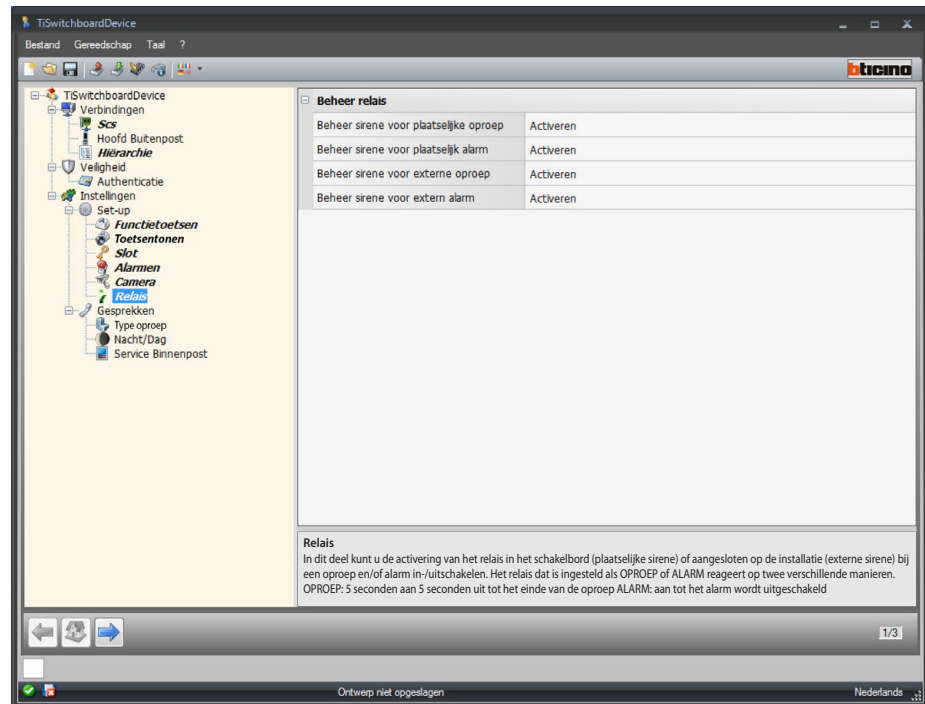 TiSwitchboardDevice
Bestand Gereedschap Taal ?
bticino
TiSwitchboardDevice
Verbindingen
Scs
Hoofd Buitenpost
Hiërarchie
Veiligheid
Authenticatie
Instellingen
Set-up
Functietoetsen
Toetsentonen
Slot
Alarmen
Camera
Relais
Gesprekken
Type oproep
Nacht/Dag
Service Binnenpost
Beheer relais
Beheer sirene voor plaatselijke oproep Activeren
Beheer sirene voor plaatselijk alarm Activeren
Beheer sirene voor externe oproep Activeren
Beheer sirene voor extern alarm Activeren
Relais
In dit deel kunt u de activering van het relais in het schakelbord (plaatselijke sirene) of aangesloten op de installatie (externe sirene) bij
een oproep en/of alarm in-/uitschakelen. Het relais dat is ingesteld als OPROEP of ALARM reageert op twee verschillende manieren.
OPROEP: 5 seconden aan 5 seconden uit tot het einde van de oproep ALARM: aan tot het alarm wordt uitgeschakeld
1/3
Ontwerp niet opgeslagen
Nederlands